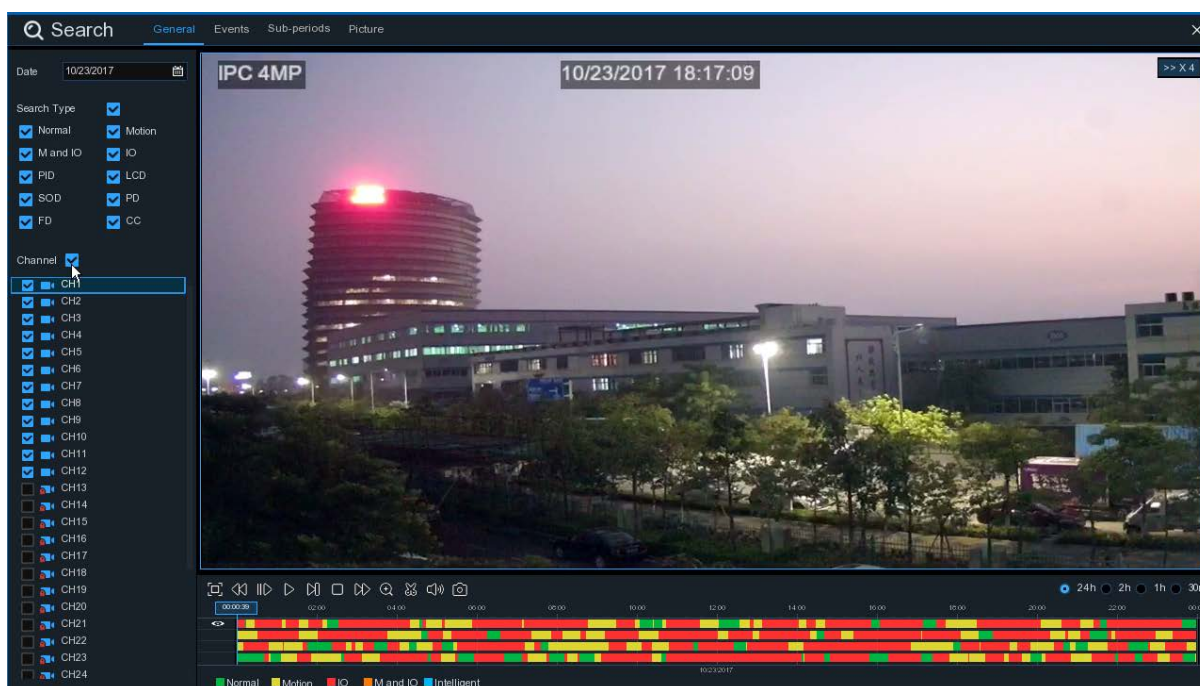 Search General Events Sub-periods Picture
Date 10/23/2017
IPC 4MP 10/23/2017 18:17:09 >> X 4
Search Type
Normal Motion
M and IO IO
PID LCD
SOD PD
FD CC
Channel
CH1
CH2
CH3
CH4
CH5
CH6
CH7
CH8
CH9
CH10
CH11
CH12
CH13
CH14
CH15
CH16
CH17
CH18
CH19
CH20
CH21
CH22
CH23
CH24
24h 2h 1h
00:00:39 02:00 04:00 06:00 08:00 10:00 12:00 14:00 16:00 18:00 20:00 22:00
10/23/2017
Normal Motion IO M and IO Intelligent